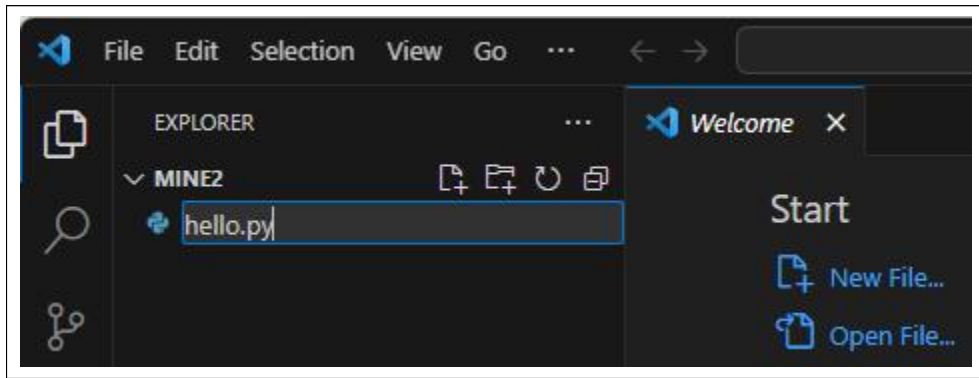 File Edit Selection View Go ...
EXPLORER ...
Welcome
MINE2
hello.py
Start
New File...
Open File...